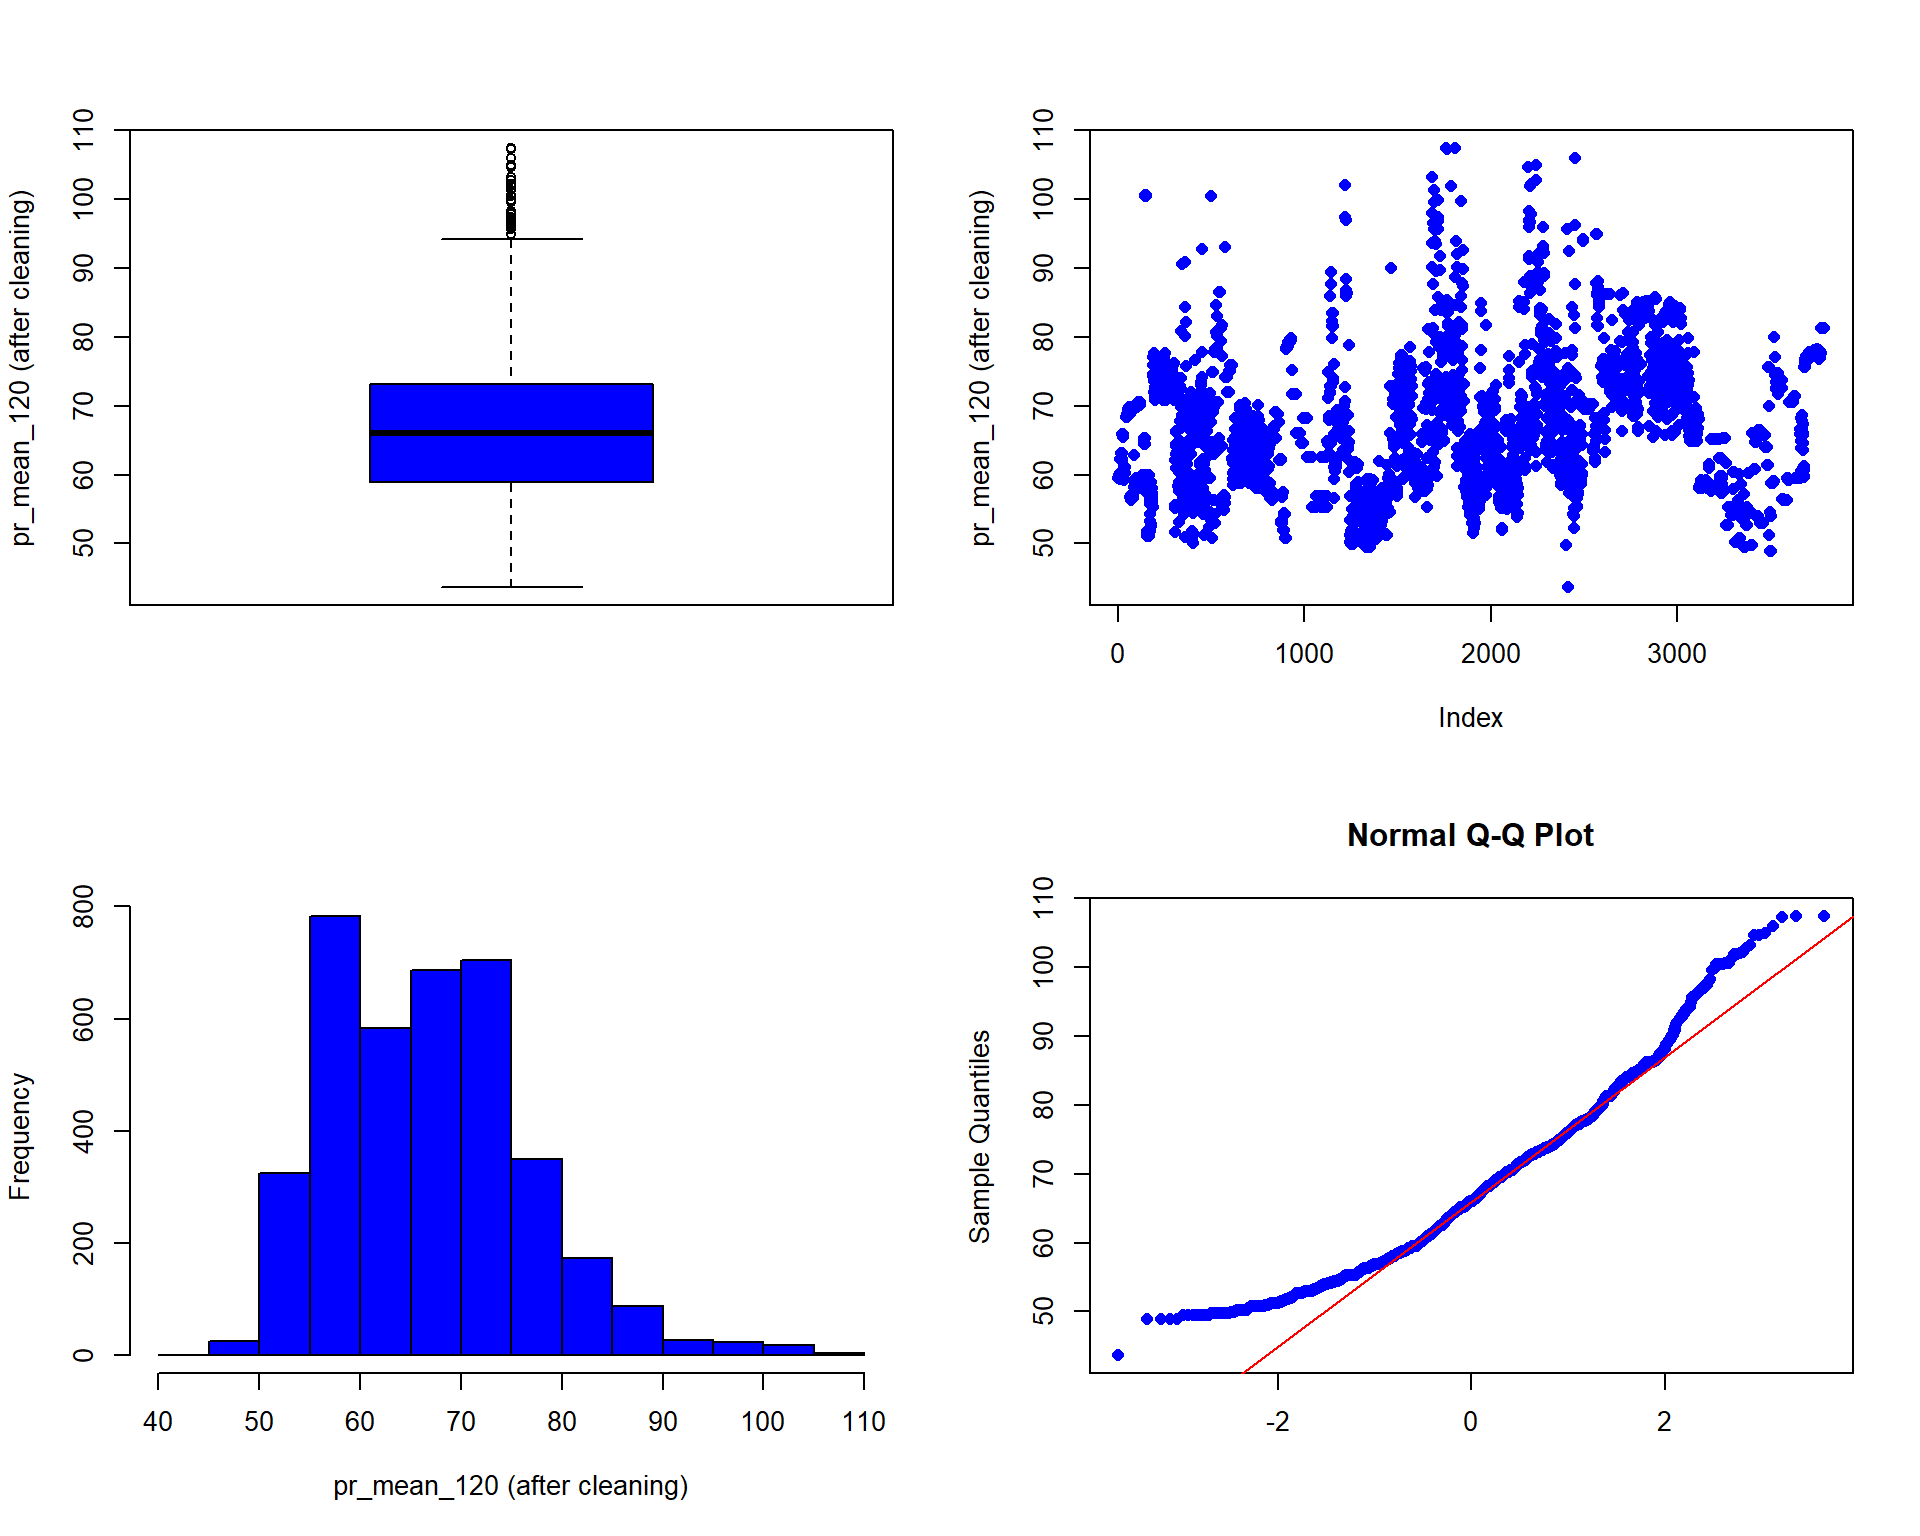 pr_mean_120 (after cleaning)
50 60 70 80 90 100 110
pr_mean_120 (after cleaning)
50 60 70 80 90 100 110
0 1000 2000 3000
Index
Frequency
0 200 400 600 800
40 50 60 70 80 90 100 110
pr_mean_120 (after cleaning)
Normal Q-Q Plot
Sample Quantiles
50 60 70 80 90 100 110
-2 0 2